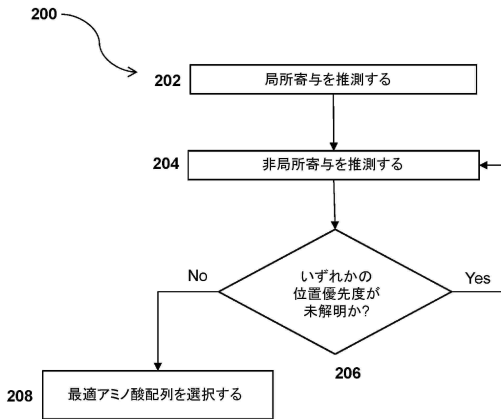 200
202
局所寄与を推測する
204
非局所寄与を推測する
No
いずれかの
位置優先度が
未解明か?
Yes
206
208
最適アミノ酸配列を選択する